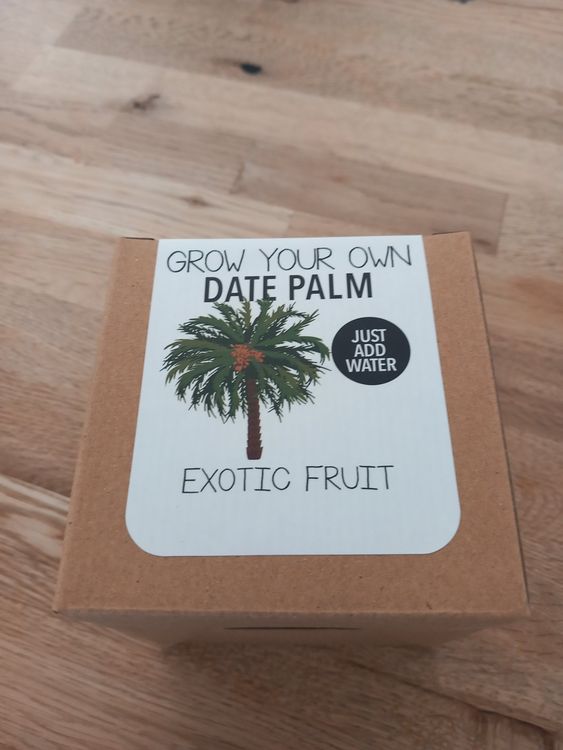 GROW YOUR OWN
DATE PALM
JUST
ADD
WATER
EXOTIC FRUIT